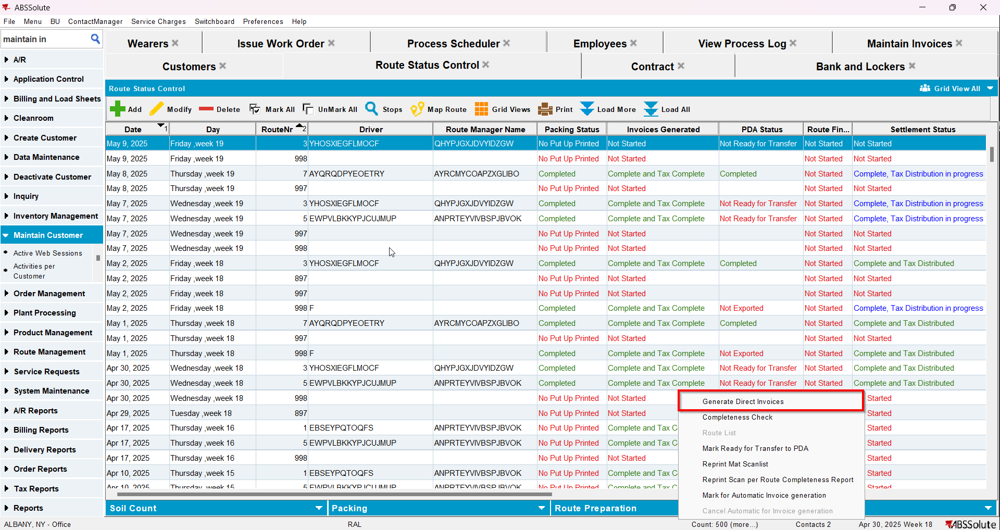 ABSSolute
File Menu BU ContactManager Service Charges Switchboard Preferences Help
maintain in
Wearers Issue Work Order Process Scheduler Employees View Process Log Maintain Invoices
Customers Route Status Control Contract Bank and Lockers
Route Status Control Grid View All
Add Modify Delete Mark All UnMark All Stops Map Route Grid Views Print Load More Load All
A/R
Application Control
Billing and Load Sheets
Cleanroom
Create Customer
Data Maintenance
Deactivate Customer
Inquiry
Inventory Management
Maintain Customer
Active Web Sessions
Activities per
Customer
Order Management
Plant Processing
Product Management
Route Management
Service Requests
System Maintenance
A/R Reports
Billing Reports
Delivery Reports
Order Reports
Tax Reports
Reports
Date 1 Day RouteNr 2 Driver Route Manager Name Packing Status Invoices Generated PDA Status Route Fin... Settlement Status
May 9, 2025 Friday ,week 19 3 YHOSXIEGFLMOCF QHYPJGXJDVYIDZGW No Put Up Printed Not Started Not Ready for Transfer Not Started Not Started
May 9, 2025 Friday ,week 19 998 No Put Up Printed Not Started Not Started Not Started
May 8, 2025 Thursday ,week 19 7 AYQRQDPYEOETRY AYRCMYCOAPZXGLIBO Completed Complete and Tax Complete Completed Not Started Complete, Tax Distribution in progress
May 8, 2025 Thursday ,week 19 997 No Put Up Printed Not Started Not Started Not Started
May 7, 2025 Wednesday ,week 19 3 YHOSXIEGFLMOCF QHYPJGXJDVYIDZGW Completed Complete and Tax Complete Not Ready for Transfer Not Started Complete, Tax Distribution in progress
May 7, 2025 Wednesday ,week 19 5 EWPVLBKKYPJCUJMUP ANPRTEYVIVBSPJBVOK Completed Complete and Tax Complete Not Ready for Transfer Not Started Complete, Tax Distribution in progress
May 7, 2025 Wednesday ,week 19 997 No Put Up Printed Not Started Not Started Not Started
May 7, 2025 Wednesday ,week 19 998 No Put Up Printed Not Started Not Started Not Started
May 2, 2025 Friday ,week 18 3 YHOSXIEGFLMOCF QHYPJGXJDVYIDZGW Completed Complete and Tax Complete Completed Not Started Complete and Tax Distributed
May 2, 2025 Friday ,week 18 897 No Put Up Printed Not Started Not Started Not Started
May 2, 2025 Friday ,week 18 997 No Put Up Printed Not Started Not Started Not Started
May 2, 2025 Friday ,week 18 998 F Completed Complete and Tax Complete Not Exported Not Started Complete, Tax Distribution in progress
May 1, 2025 Thursday ,week 18 7 AYQRQDPYEOETRY AYRCMYCOAPZXGLIBO Completed Complete and Tax Complete Completed Not Started Complete and Tax Distributed
May 1, 2025 Thursday ,week 18 997 No Put Up Printed Not Started Not Started Not Started
May 1, 2025 Thursday ,week 18 998 F Completed Complete and Tax Complete Not Exported Not Started Complete and Tax Distributed
Apr 30, 2025 Wednesday ,week 18 3 YHOSXIEGFLMOCF QHYPJGXJDVYIDZGW Completed Complete and Tax Complete Not Ready for Transfer Not Started Complete and Tax Distributed
Apr 30, 2025 Wednesday ,week 18 5 EWPVLBKKYPJCUJMUP ANPRTEYVIVBSPJBVOK Completed Complete and Tax Complete Not Ready for Transfer Not Started Complete and Tax Distributed
Apr 30, 2025 Wednesday ,week 18 998 No Put Up Printed Not Started Started
Apr 29, 2025 Tuesday ,week 18 897 No Put Up Printed Not Started Started
Apr 17, 2025 Thursday ,week 16 1 EBSEYPQTOQFS ANPRTEYVIVBSPJBVOK No Put Up Printed Complete and Tax C Started
Apr 17, 2025 Thursday ,week 16 5 EWPVLBKKYPJCUJMUP ANPRTEYVIVBSPJBVOK No Put Up Printed Complete and Tax C Started
Apr 17, 2025 Thursday ,week 16 998 No Put Up Printed Not Started Started
Apr 10, 2025 Thursday ,week 15 1 EBSEYPQTOQFS ANPRTEYVIVBSPJBVOK No Put Up Printed Complete and Tax C Started
Apr 10, 2025 Thursday ,week 15 5 EWPVLBKKYPJCUJMUP ANPRTEYVIVBSPJBVOK No Put Up Printed Complete and Tax C Started
Generate Direct Invoices
Completeness Check
Route List
Mark Ready for Transfer to PDA
Reprint Mat Scanlist
Reprint Scan per Route Completeness Report
Mark for Automatic Invoice generation
Cancel Automatic for Invoice generation
Soil Count Packing Route Preparation
ALBANY, NY - Office RAL Count: 500 (more...) Contacts 2 Apr 30, 2025 Week 18 ABSSolute